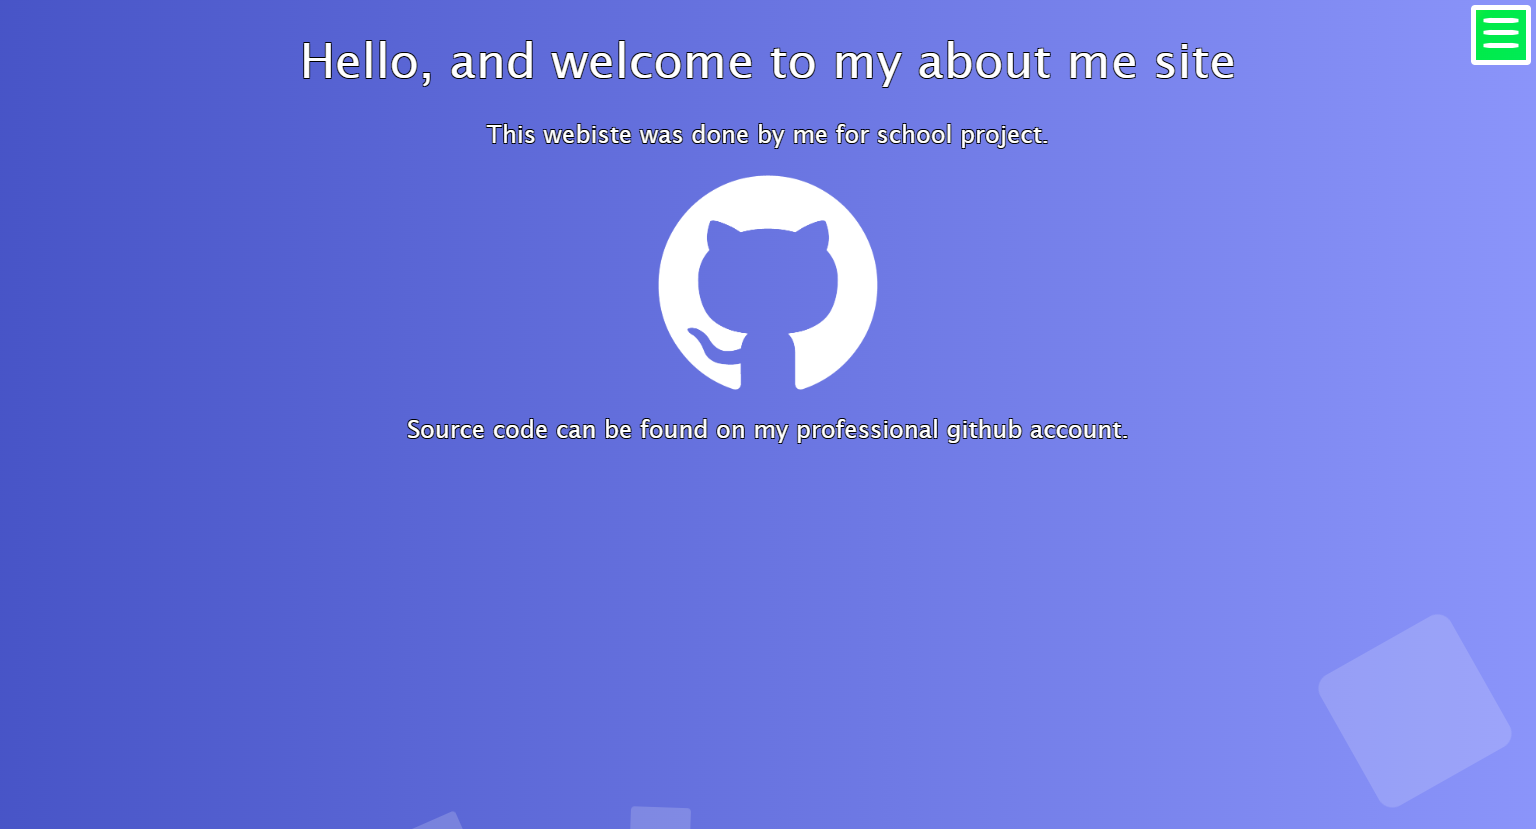 Hello, and welcome to my about me site
This webiste was done by me for school project.
Source code can be found on my professional github account.